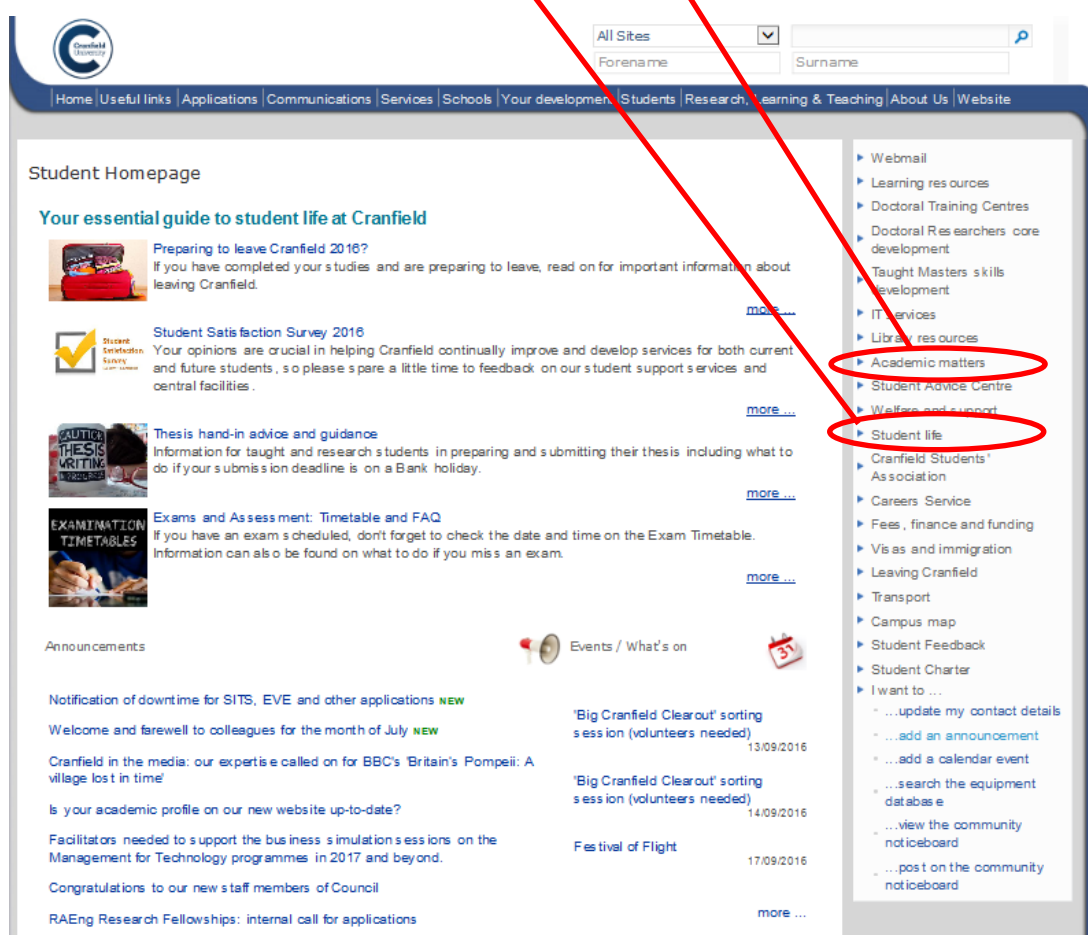 Cranfield
University
All Sites
Forename Surname
Home Useful links Applications Communications Services Schools Your development Students Research, Learning & Teaching About Us Website
Student Homepage
Your essential guide to student life at Cranfield
Preparing to leave Cranfield 2016?
If you have completed your studies and are preparing to leave, read on for important information about
leaving Cranfield.
more ...
Student
Satisfaction
Survey
Student Satisfaction Survey 2016
Your opinions are crucial in helping Cranfield continually improve and develop services for both current
and future students, so please spare a little time to feedback on our student support services and
central facilities.
more ...
CAUTION
THESIS
WRITING
Thesis hand-in advice and guidance
Information for taught and research students in preparing and submitting their thesis including what to
do if your submission deadline is on a Bank holiday.
more ...
EXAMINATION
TIMETABLES
Exams and Assessment: Timetable and FAQ
If you have an exam scheduled, don't forget to check the date and time on the Exam Timetable.
Information can also be found on what to do if you miss an exam.
more ...
Announcements
Notification of downtime for SITS, EVE and other applications NEW
Welcome and farewell to colleagues for the month of July NEW
Cranfield in the media: our expertise called on for BBC's 'Britain's Pompeii: A
village lost in time'
Is your academic profile on our new website up-to-date?
Facilitators needed to support the business simulation sessions on the
Management for Technology programmes in 2017 and beyond.
Congratulations to our new staff members of Council
RAEng Research Fellowships: internal call for applications
Events / What's on
31
'Big Cranfield Clearout' sorting
session (volunteers needed)
13/09/2016
'Big Cranfield Clearout' sorting
session (volunteers needed)
14/09/2016
Festival of Flight
17/09/2016
more ...
Webmail
Learning resources
Doctoral Training Centres
Doctoral Researchers core
development
Taught Masters skills
development
IT Services
Library resources
Academic matters
Student Advice Centre
Welfare and support
Student life
Cranfield Students'
Association
Careers Service
Fees, finance and funding
Visas and immigration
Leaving Cranfield
Transport
Campus map
Student Feedback
Student Charter
I want to ...
...update my contact details
...add an announcement
...add a calendar event
...search the equipment
database
...view the community
noticeboard
...post on the community
noticeboard